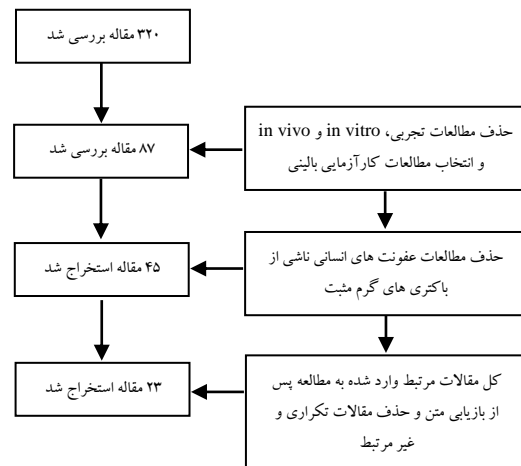 ۳۲۰ مقاله بررسی شد
حذف مطالعات تجربی، in vitro و in vivo
و انتخاب مطالعات کارآزمایی بالینی
۸۷ مقاله بررسی شد
حذف مطالعات عفونت های انسانی ناشی از
باکتری های گرم مثبت
۴۵ مقاله استخراج شد
کل مقالات مرتبط وارد شده به مطالعه پس
از بازیابی متن و حذف مقالات تکراری و
غیر مرتبط
۲۳ مقاله استخراج شد